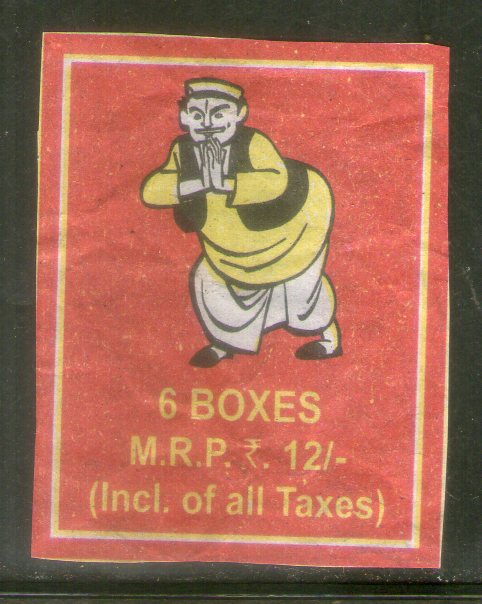 6 BOXES
M.R.P. ₹. 12/-
(Incl. of all Taxes)